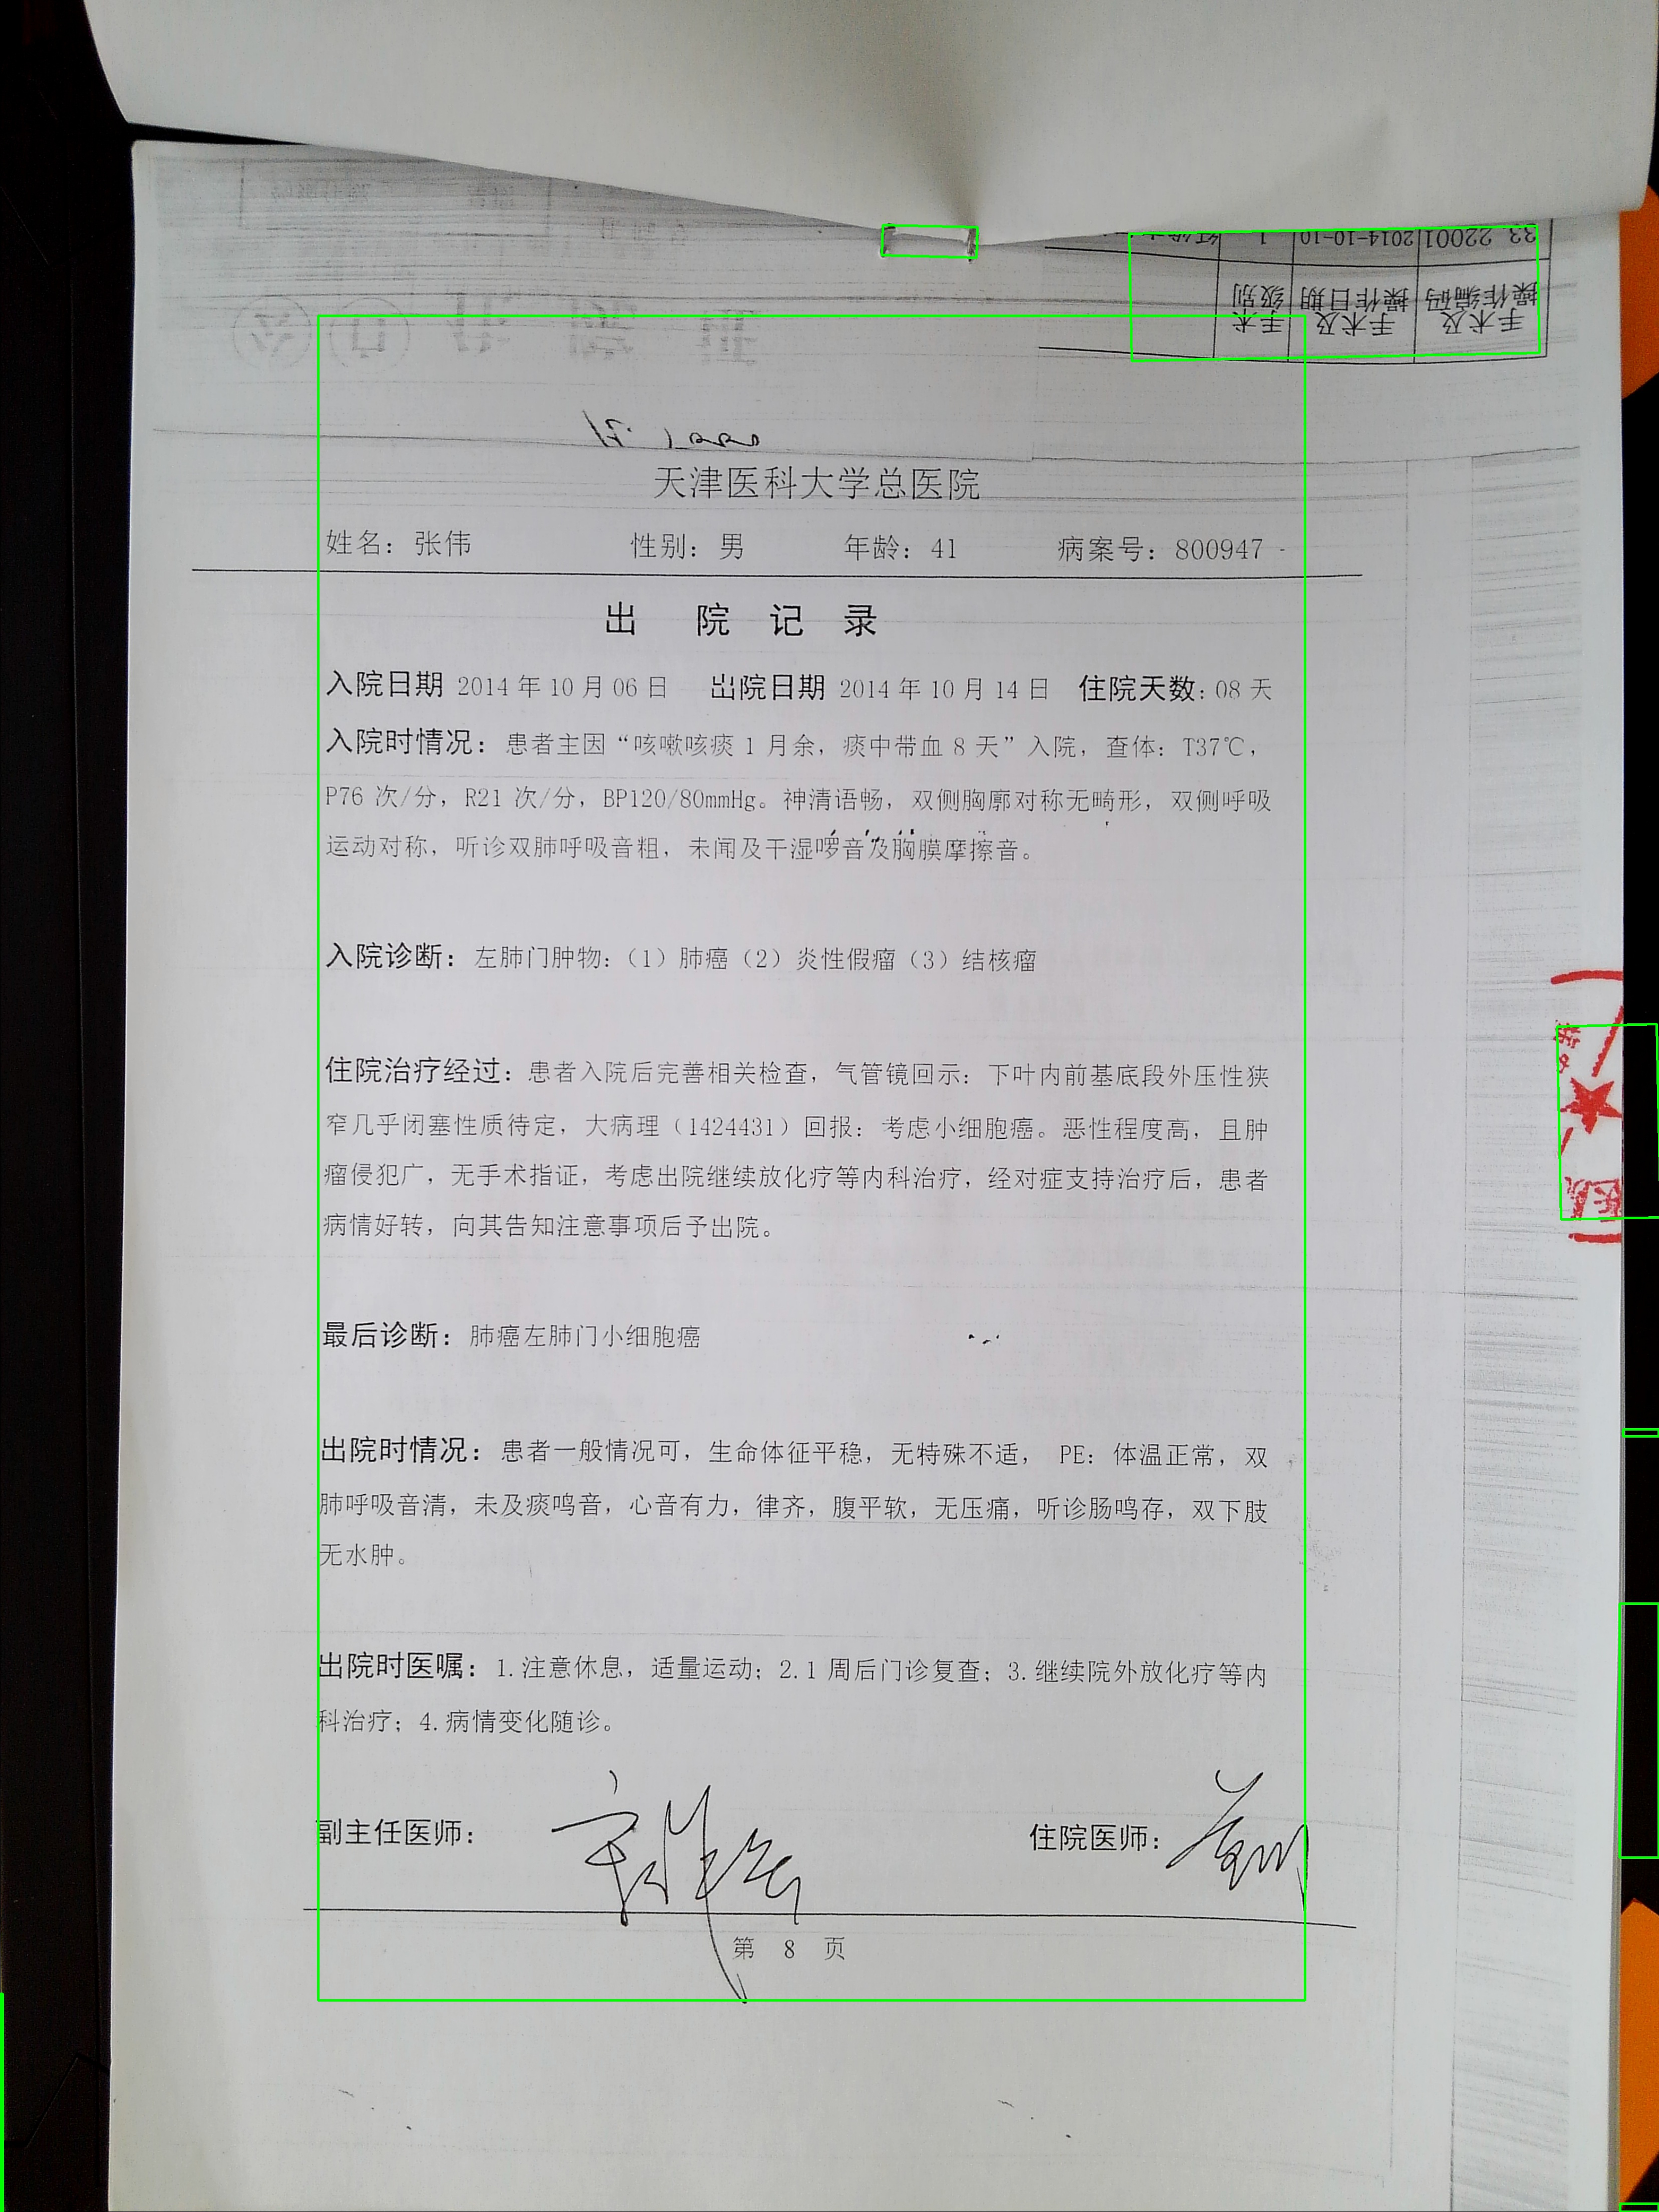 33. 22001 2014-10-10 1
手术及操作编码 手术及操作日期 手术级别
天津医科大学总医院
姓名：张伟 性别：男 年龄：41 病案号：800947
出 院 记 录
入院日期 2014 年 10 月 06 日 出院日期 2014 年 10 月 14 日 住院天数：08 天
入院时情况：患者主因“咳嗽咳痰 1 月余，痰中带血 8 天”入院，查体：T37℃，
P76 次/分，R21 次/分，BP120/80mmHg。神清语畅，双侧胸廓对称无畸形，双侧呼吸
运动对称，听诊双肺呼吸音粗，未闻及干湿啰音及胸膜摩擦音。
入院诊断：左肺门肿物：（1）肺癌（2）炎性假瘤（3）结核瘤
住院治疗经过：患者入院后完善相关检查，气管镜回示：下叶内前基底段外压性狭
窄几乎闭塞性质待定，大病理（1424431）回报：考虑小细胞癌。恶性程度高，且肿
瘤侵犯广，无手术指证，考虑出院继续放化疗等内科治疗，经对症支持治疗后，患者
病情好转，向其告知注意事项后予出院。
最后诊断：肺癌左肺门小细胞癌
出院时情况：患者一般情况可，生命体征平稳，无特殊不适， PE：体温正常，双
肺呼吸音清，未及痰鸣音，心音有力，律齐，腹平软，无压痛，听诊肠鸣存，双下肢
无水肿。
出院时医嘱：1.注意休息，适量运动；2.1 周后门诊复查；3.继续院外放化疗等内
科治疗；4.病情变化随诊。
副主任医师： 住院医师：
第 8 页
医院